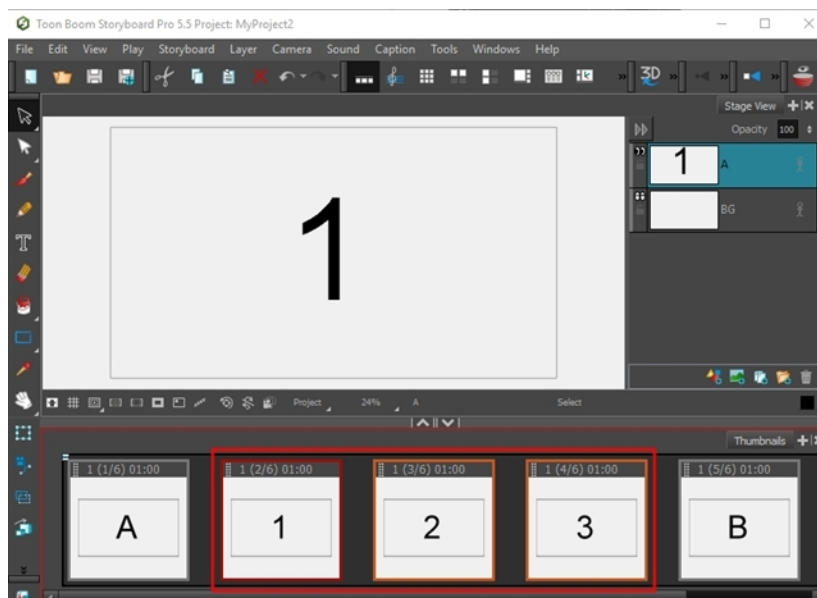 Toon Boom Storyboard Pro 5.5 Project: MyProject2
File Edit View Play Storyboard Layer Camera Sound Caption Tools Windows Help
3D
Stage View
Opacity 100
1
1 A
BG
Project 24% A Select
Thumbnails
1 (1/6) 01:00 1 (2/6) 01:00 1 (3/6) 01:00 1 (4/6) 01:00 1 (5/6) 01:00
A 1 2 3 B